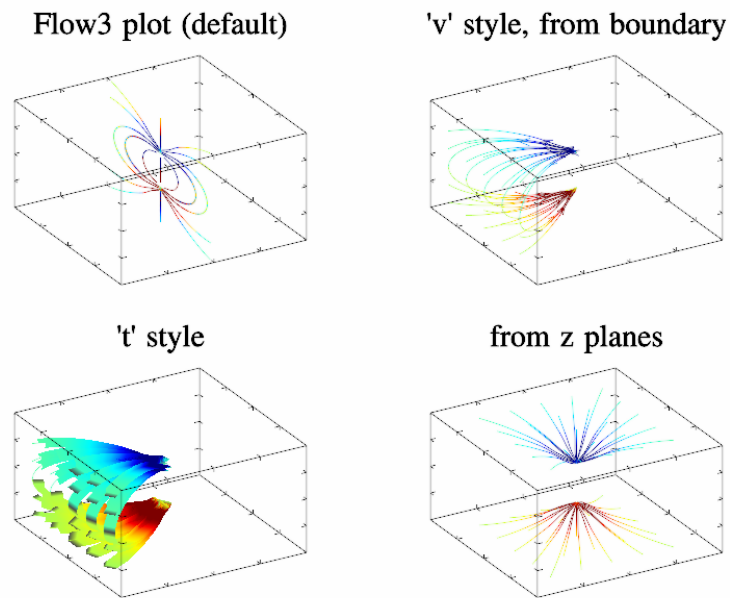 Flow3 plot (default)
'v' style, from boundary
't' style
from z planes